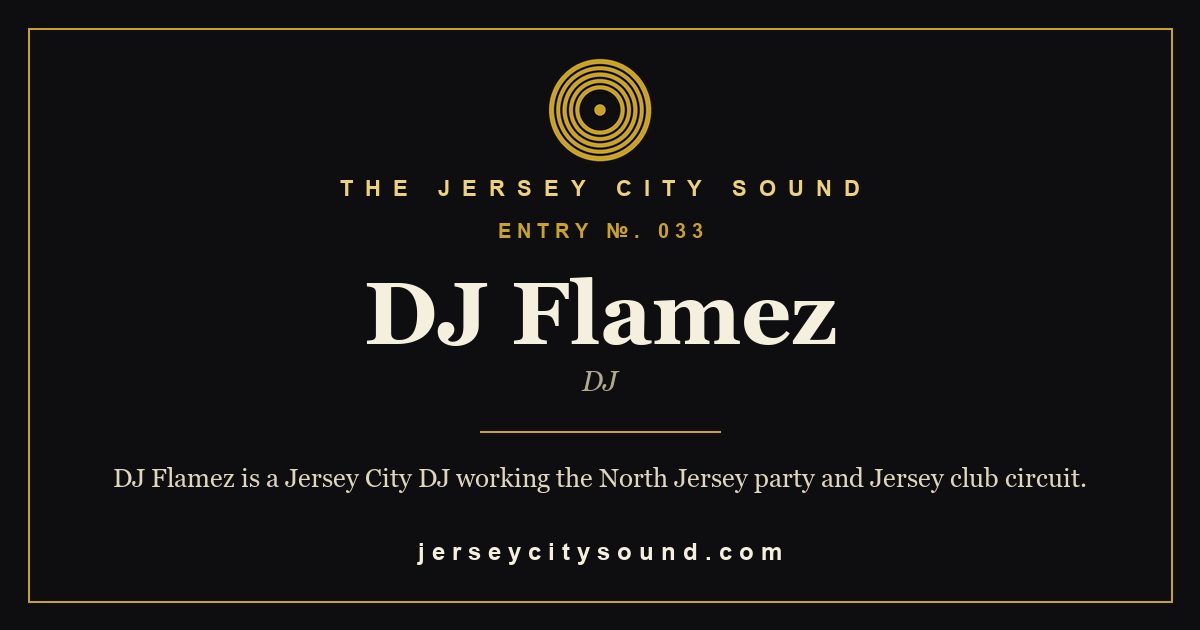 THE JERSEY CITY SOUND
ENTRY №. 033
DJ Flamez
DJ
DJ Flamez is a Jersey City DJ working the North Jersey party and Jersey club circuit.
jerseycitysound.com